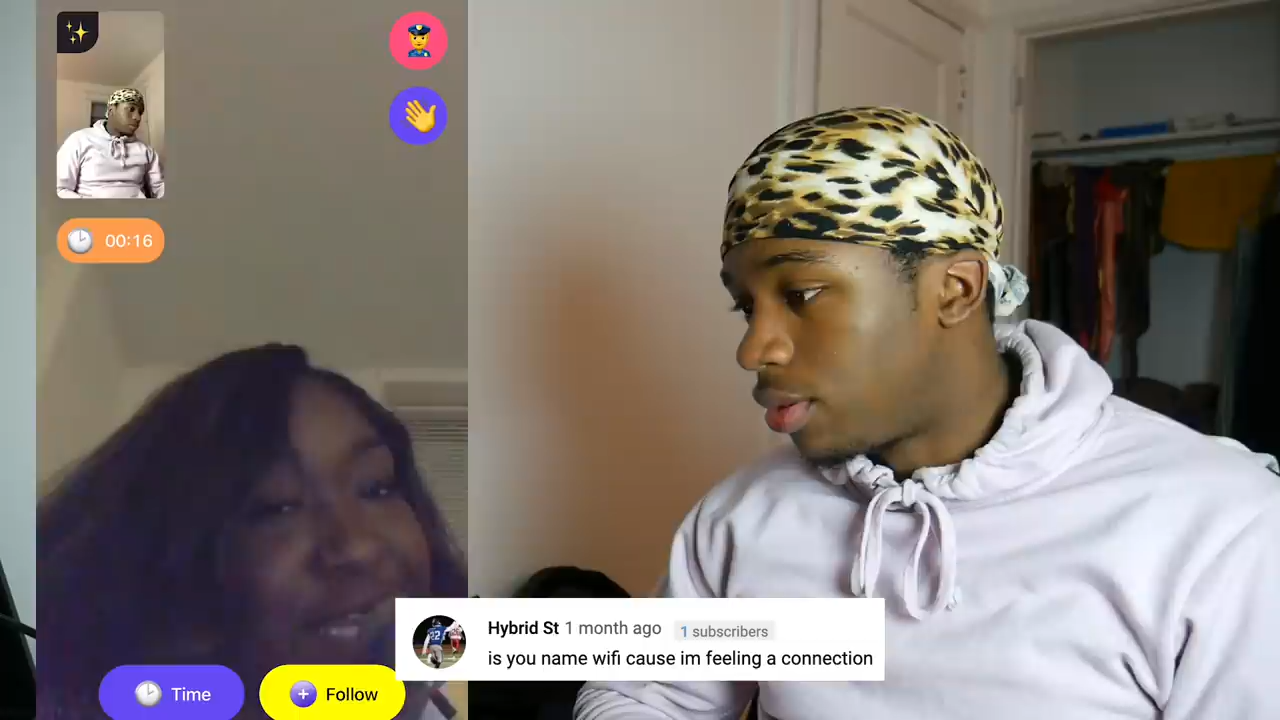 00:16
Hybrid St 1 month ago 1 subscribers
is you name wifi cause im feeling a connection
Time
Follow